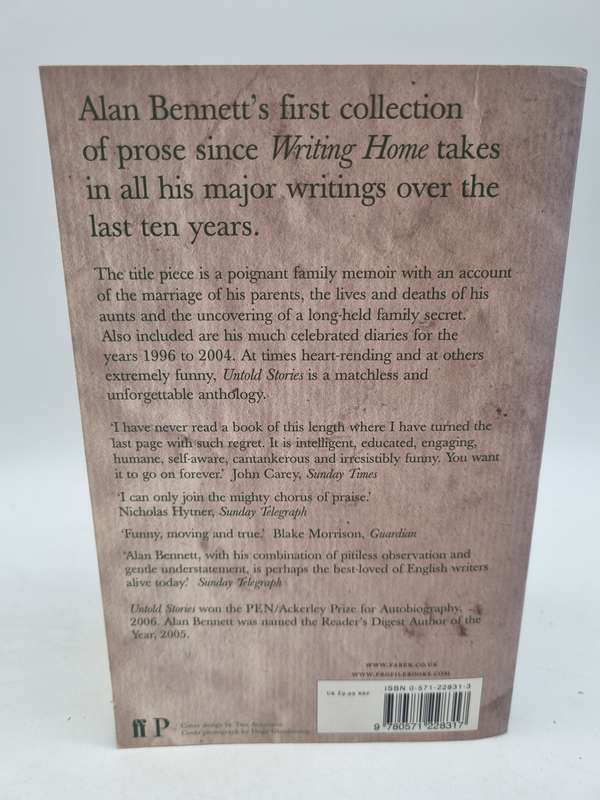 Alan Bennett's first collection
of prose since Writing Home takes
in all his major writings over the
last ten years.
The title piece is a poignant family memoir with an account
of the marriage of his parents, the lives and deaths of his
aunts and the uncovering of a long-held family secret.
Also included are his much celebrated diaries for the
years 1996 to 2004. At times heart-rending and at others
extremely funny, Untold Stories is a matchless and
unforgettable anthology.
'I have never read a book of this length where I have turned the
last page with such regret. It is intelligent, educated, engaging,
humane, self-aware, cantankerous and irresistibly funny. You want
it to go on forever.' John Carey, Sunday Times
'I can only join the mighty chorus of praise.'
Nicholas Hytner, Sunday Telegraph
'Funny, moving and true.' Blake Morrison, Guardian
'Alan Bennett, with his combination of pitiless observation and
gentle understatement, is perhaps the best-loved of English writers
alive today.' Sunday Telegraph
Untold Stories won the PEN/Ackerley Prize for Autobiography,
2006. Alan Bennett was named the Reader's Digest Author of the
Year, 2005.
WWW.FABER.CO.UK
WWW.PROFILEBOOKS.COM
UK £9.99 RRP
ISBN 0-571-22831-3
9 780571 228317
ff P
Cover design by
Cover photograph by